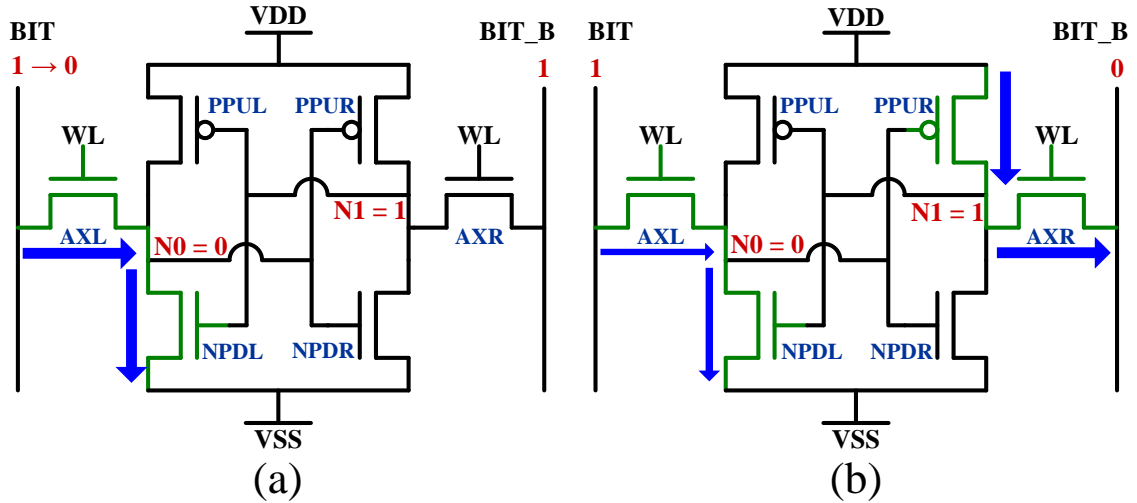 VDD
BIT
BIT_B
1 → 0
1
PPUL
PPUR
WL
WL
N1 = 1
AXL
N0 = 0
AXR
NPDL
NPDR
VSS
(a)
VDD
BIT
BIT_B
1
0
PPUL
PPUR
WL
WL
N1 = 1
AXL
N0 = 0
AXR
NPDL
NPDR
VSS
(b)